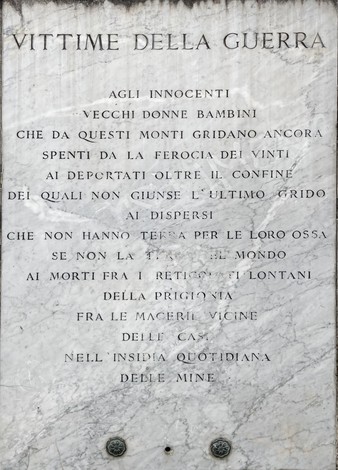 VITTIME DELLA GUERRA
AGLI INNOCENTI
VECCHI DONNE BAMBINI
CHE DA QUESTI MONTI GRIDANO ANCORA
SPENTI DA LA FEROCIA DEI VINTI
AI DEPORTATI OLTRE IL CONFINE
DEI QUALI NON GIUNSE L'ULTIMO GRIDO
AI DISPERSI
CHE NON HANNO TERRA PER LE LORO OSSA
SE NON LA MONDO
AI MORTI FRA I RETICOLATI LONTANI
DELLA PRIGIONIA
FRA LE MACERIE VICINE
DELLE CASE
NELL'INSIDIA QUOTIDIANA
DELLE MINE